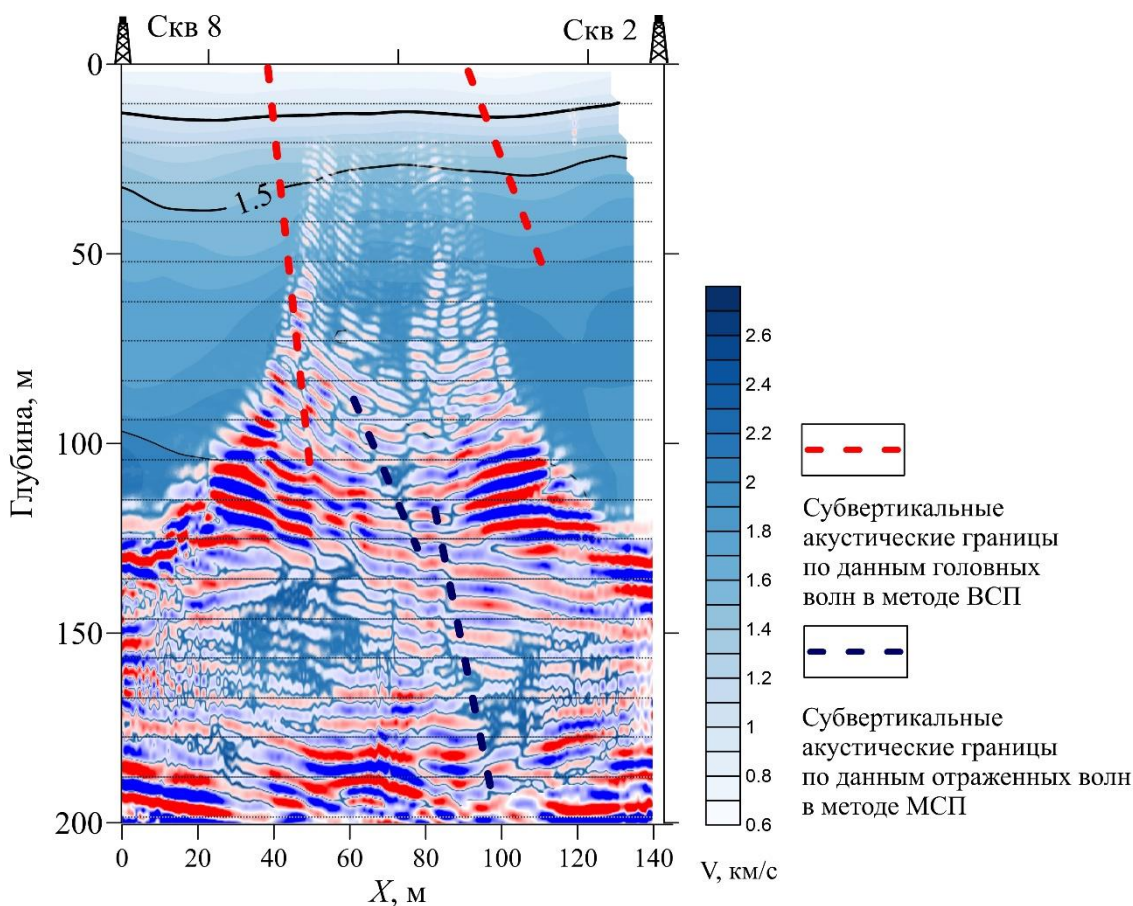 Скв 8
Скв 2
0
50
100
150
200
Глубина, м
1.5
0
20
40
60
80
100
120
140
X, м
2.6
2.4
2.2
2
1.8
1.6
1.4
1.2
1
0.8
0.6
V, км/с
Субвертикальные
акустические границы
по данным головных
волн в методе ВСП
Субвертикальные
акустические границы
по данным отраженных волн
в методе МСП